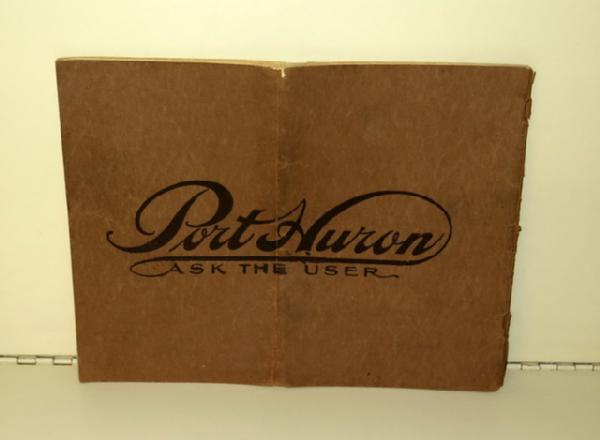 Port Huron
ASK THE USER